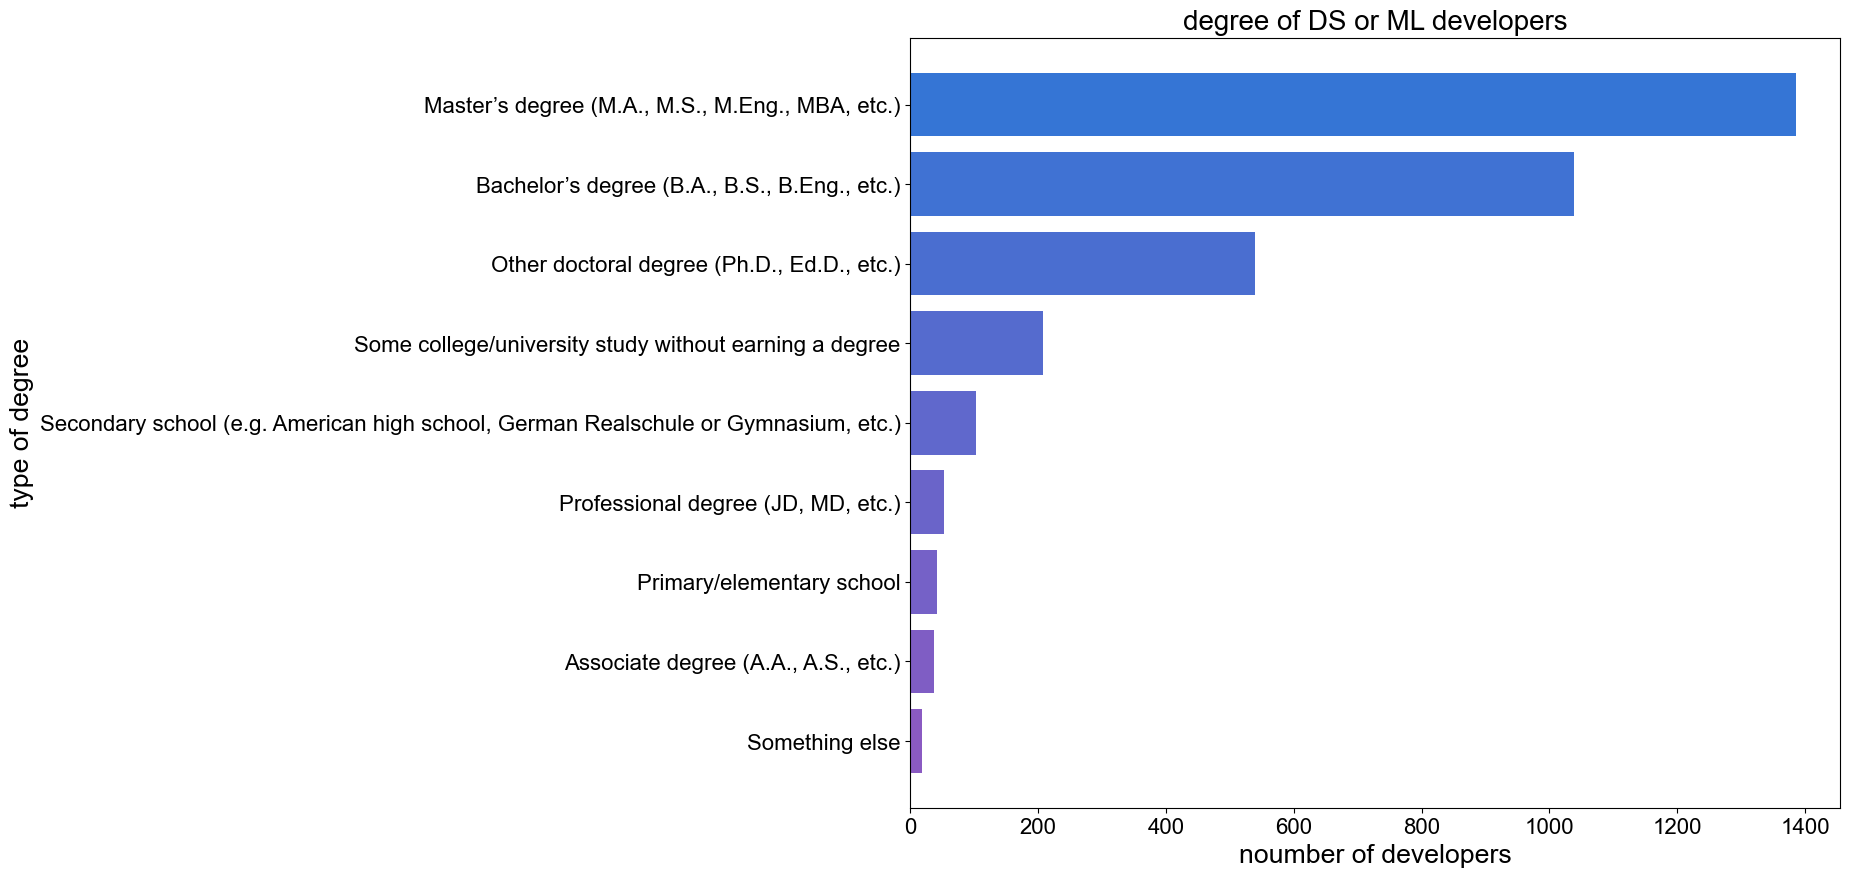 degree of DS or ML developers
type of degree
Master’s degree (M.A., M.S., M.Eng., MBA, etc.)
Bachelor’s degree (B.A., B.S., B.Eng., etc.)
Other doctoral degree (Ph.D., Ed.D., etc.)
Some college/university study without earning a degree
Secondary school (e.g. American high school, German Realschule or Gymnasium, etc.)
Professional degree (JD, MD, etc.)
Primary/elementary school
Associate degree (A.A., A.S., etc.)
Something else
0 200 400 600 800 1000 1200 1400
noumber of developers